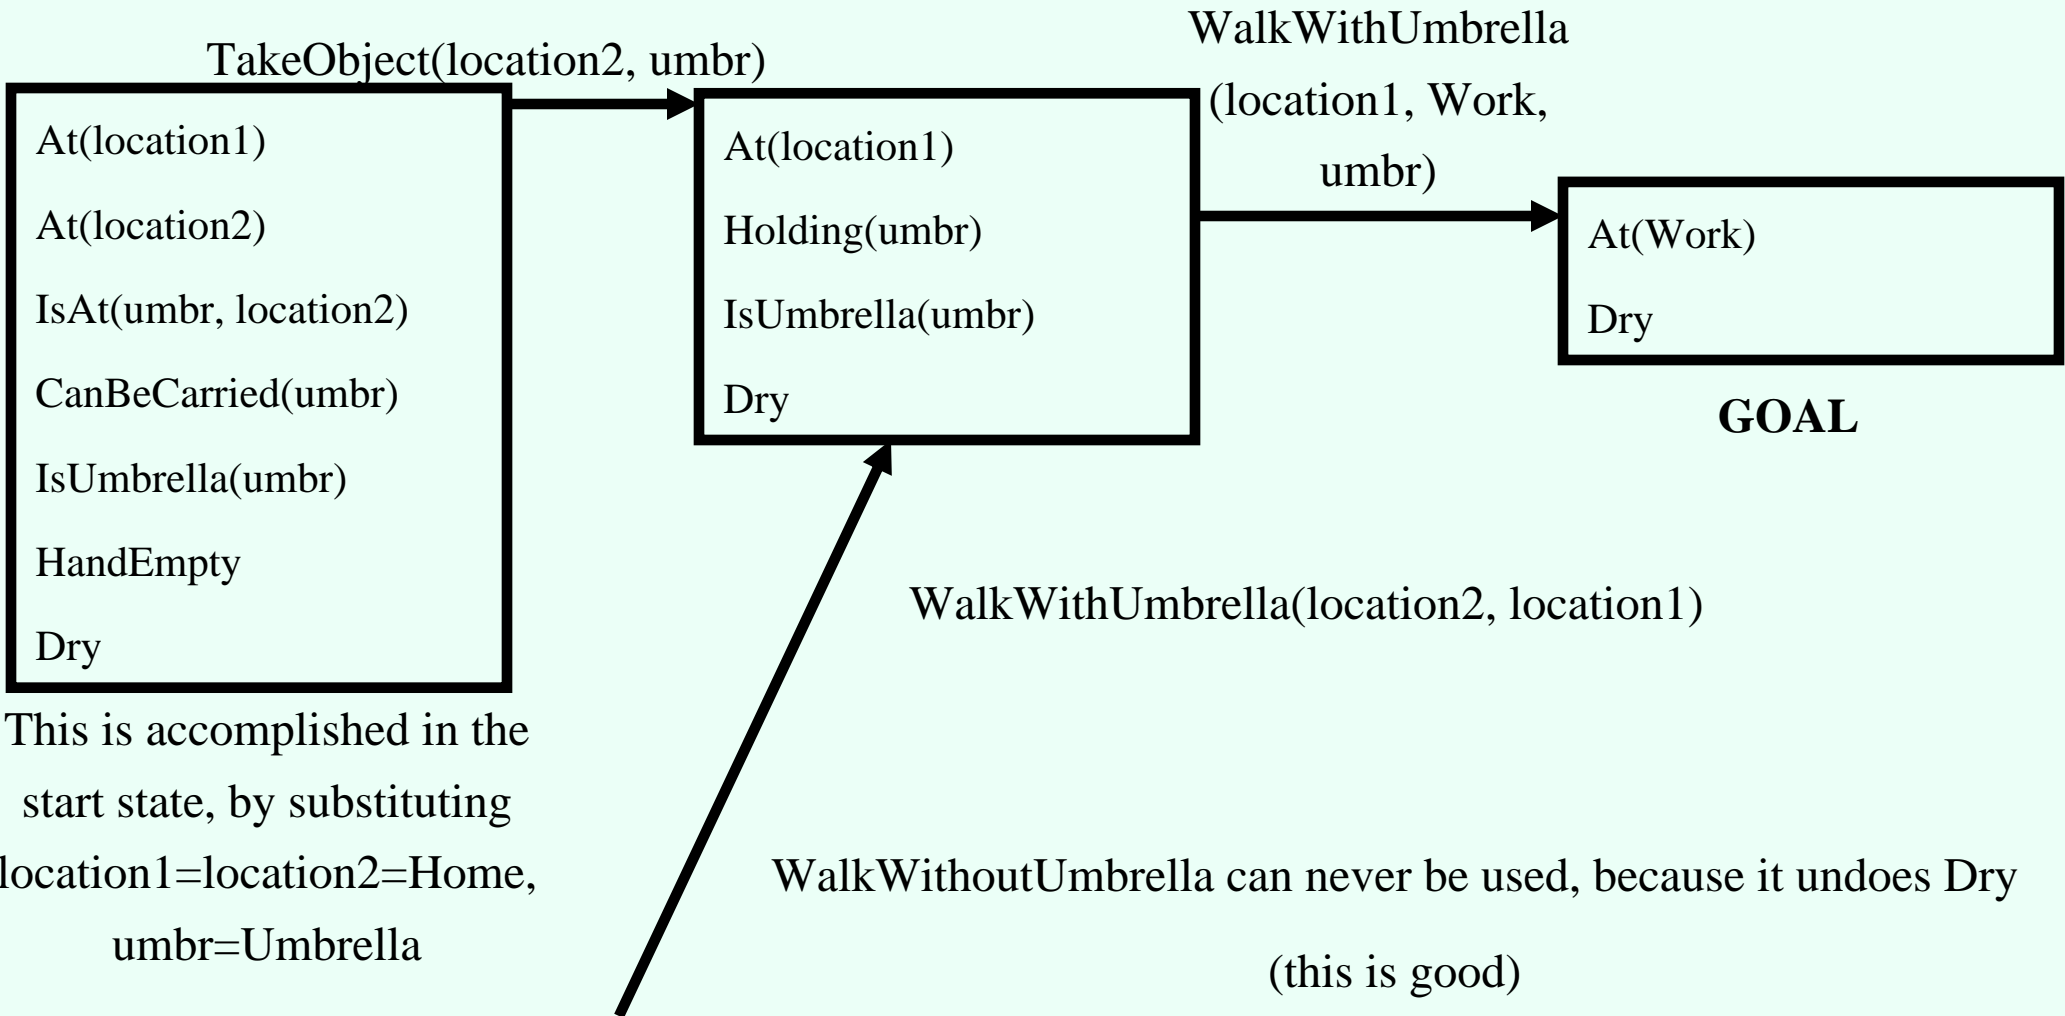 TakeObject(location2, umbr)
At(location1)
At(location2)
IsAt(umbr, location2)
CanBeCarried(umbr)
IsUmbrella(umbr)
HandEmpty
Dry
This is accomplished in the
start state, by substituting
location1=location2=Home,
umbr=Umbrella
At(location1)
Holding(umbr)
IsUmbrella(umbr)
Dry
WalkWithUmbrella
(location1, Work,
umbr)
At(Work)
Dry
GOAL
WalkWithUmbrella(location2, location1)
WalkWithoutUmbrella can never be used, because it undoes Dry
(this is good)